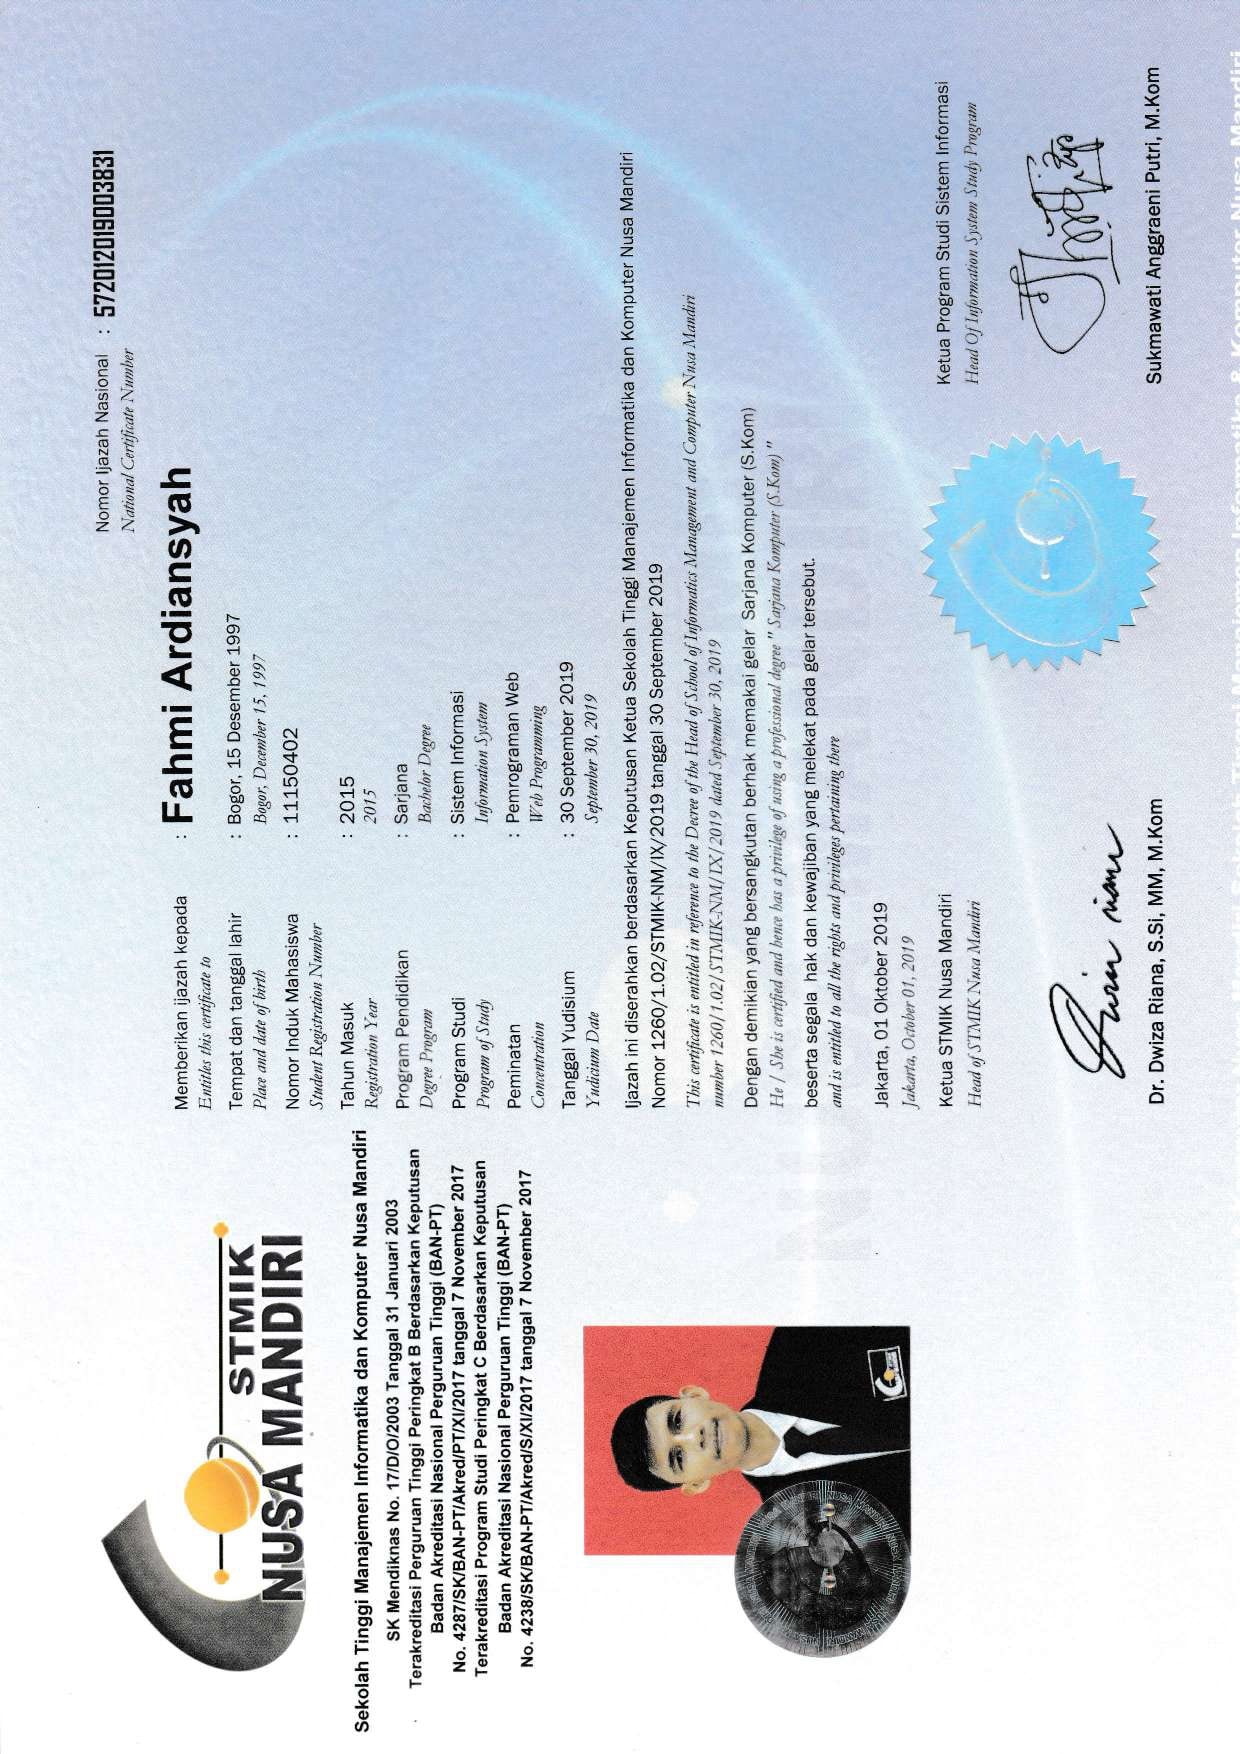 STMIK
NUSA MANDIRI
Sekolah Tinggi Manajemen Informatika dan Komputer Nusa Mandiri
SK Mendiknas No. 17/D/O/2003 Tanggal 31 Januari 2003
Terakreditasi Perguruan Tinggi Peringkat B Berdasarkan Keputusan
Badan Akreditasi Nasional Perguruan Tinggi (BAN-PT)
No. 4287/SK/BAN-PT/Akred/PT/XI/2017 tanggal 7 November 2017
Terakreditasi Program Studi Peringkat C Berdasarkan Keputusan
Badan Akreditasi Nasional Perguruan Tinggi (BAN-PT)
No. 4238/SK/BAN-PT/Akred/S/XI/2017 tanggal 7 November 2017
Nomor Ijazah Nasional : 572012019003831
National Certificate Number
Memberikan ijazah kepada : Fahmi Ardiansyah
Entitles this certificate to
Tempat dan tanggal lahir : Bogor, 15 Desember 1997
Place and date of birth Bogor, December 15, 1997
Nomor Induk Mahasiswa : 11150402
Student Registration Number
Tahun Masuk : 2015
Registration Year 2015
Program Pendidikan : Sarjana
Degree Program Bachelor Degree
Program Studi : Sistem Informasi
Program of Study Information System
Peminatan : Pemrograman Web
Concentration Web Programming
Tanggal Yudisium : 30 September 2019
Yudicium Date September 30, 2019
Ijazah ini diserahkan berdasarkan Keputusan Ketua Sekolah Tinggi Manajemen Informatika dan Komputer Nusa Mandiri
Nomor 1260/1.02/STMIK-NM/IX/2019 tanggal 30 September 2019
This certificate is entitled in reference to the Decree of the Head of School of Informatics Management and Computer Nusa Mandiri
number 1260/1.02/STMIK-NM/IX/2019 dated September 30, 2019
Dengan demikian yang bersangkutan berhak memakai gelar Sarjana Komputer (S.Kom)
He / She is certified and hence has a privilege of using a professional degree " Sarjana Komputer (S.Kom) "
beserta segala hak dan kewajiban yang melekat pada gelar tersebut.
and is entitled to all the rights and privileges pertaining there
Jakarta, 01 Oktober 2019
Jakarta, October 01, 2019
Ketua STMIK Nusa Mandiri
Head of STMIK Nusa Mandiri
Dr. Dwiza Riana, S.Si, MM, M.Kom
Ketua Program Studi Sistem Informasi
Head Of Information System Study Program
Sukmawati Anggraeni Putri, M.Kom